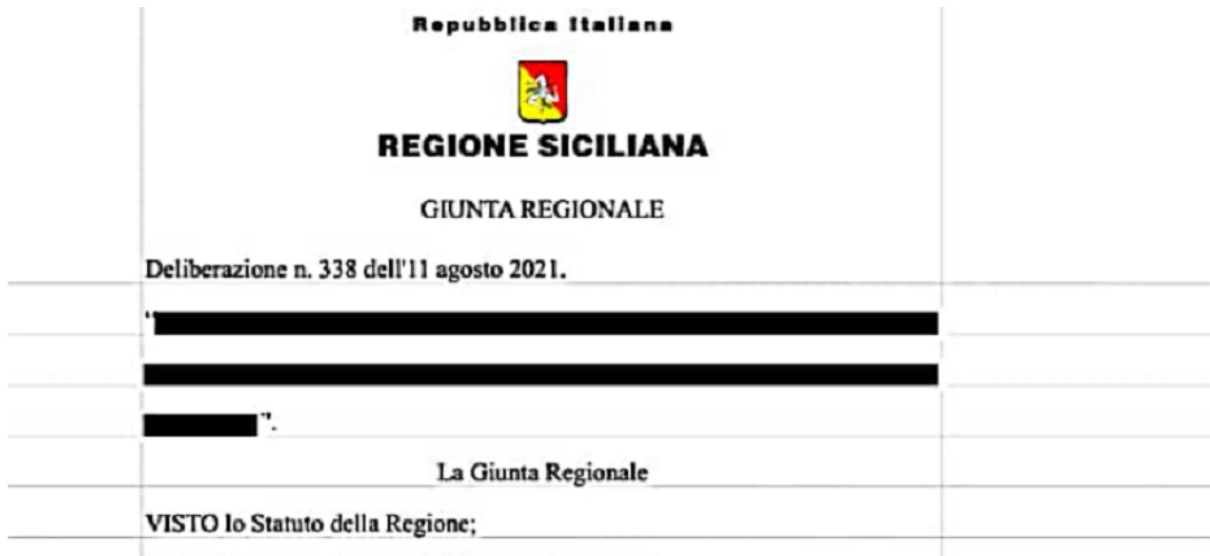 Repubblica Italiana
REGIONE SICILIANA
GIUNTA REGIONALE
Deliberazione n. 338 dell'11 agosto 2021.
"
".
La Giunta Regionale
VISTO lo Statuto della Regione;